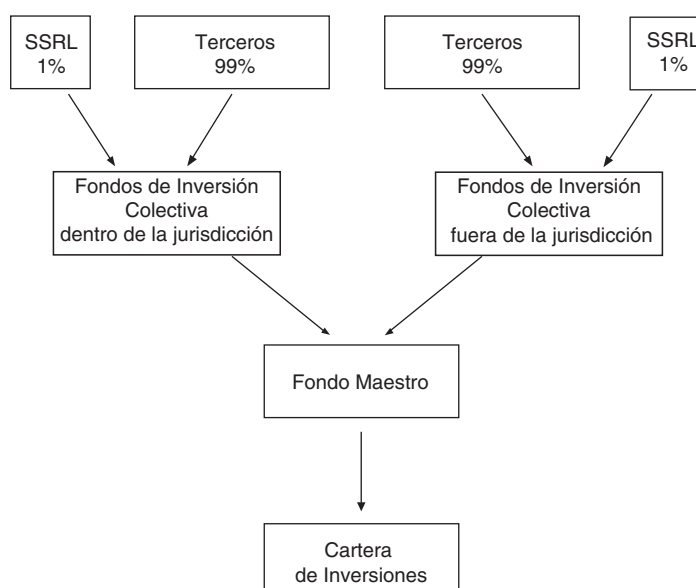 SSRL
1%
Terceros
99%
Terceros
99%
SSRL
1%
Fondos de Inversión
Colectiva
dentro de la jurisdicción
Fondos de Inversión
Colectiva
fuera de la jurisdicción
Fondo Maestro
Cartera
de Inversiones